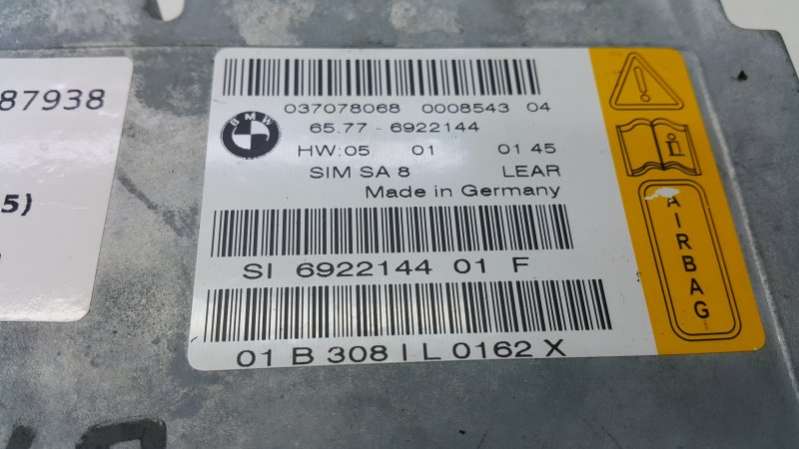 87938
5)
BMW
037078068 0008543 04
65.77 - 6922144
HW:05 01 01 45
SIM SA 8 LEAR
Made in Germany
SI 6922144 01 F
01 B 308 I L 0162 X
AIRBAG